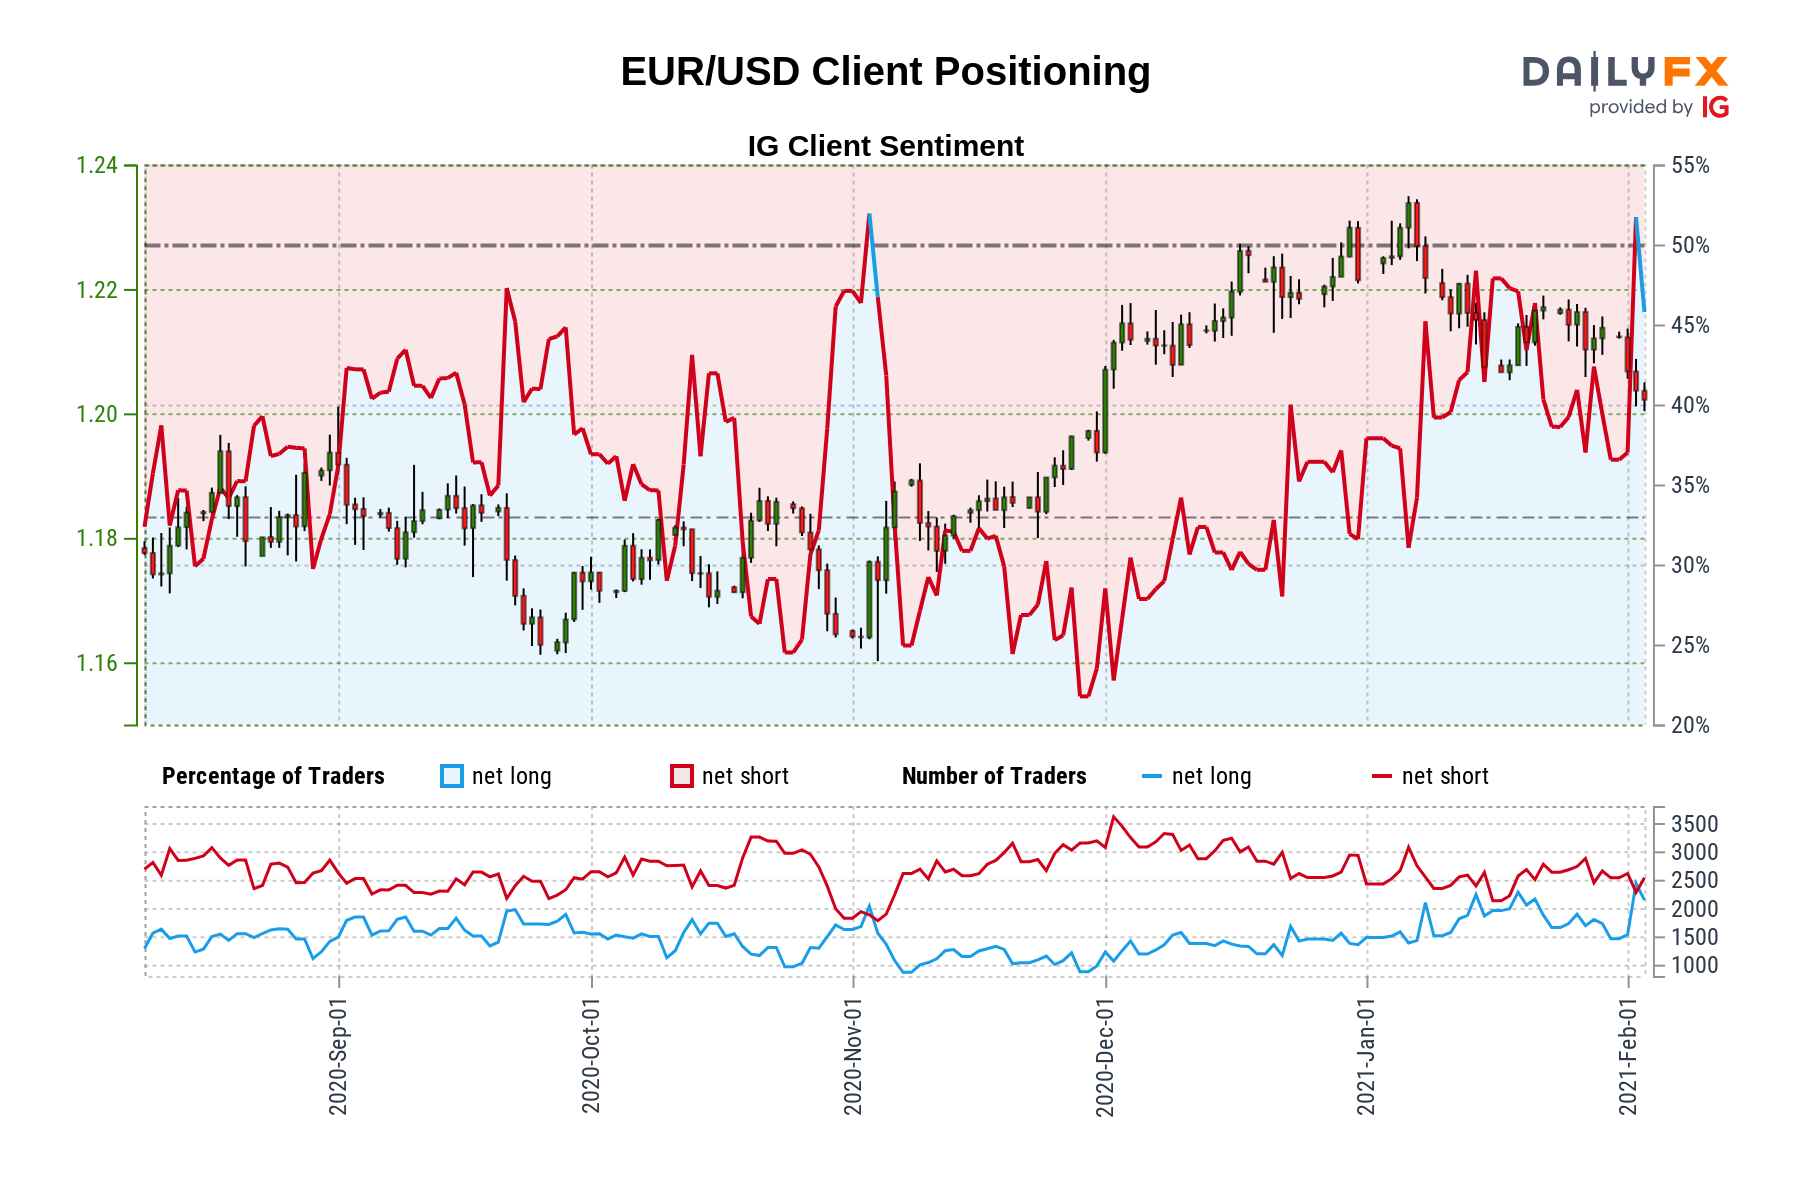 EUR/USD Client Positioning
DAILYFX
provided by IG
IG Client Sentiment
1.24
1.22
1.20
1.18
1.16
55%
50%
45%
40%
35%
30%
25%
20%
Percentage of Traders net long net short Number of Traders net long net short
3500
3000
2500
2000
1500
1000
2020-Sep-01
2020-Oct-01
2020-Nov-01
2020-Dec-01
2021-Jan-01
2021-Feb-01